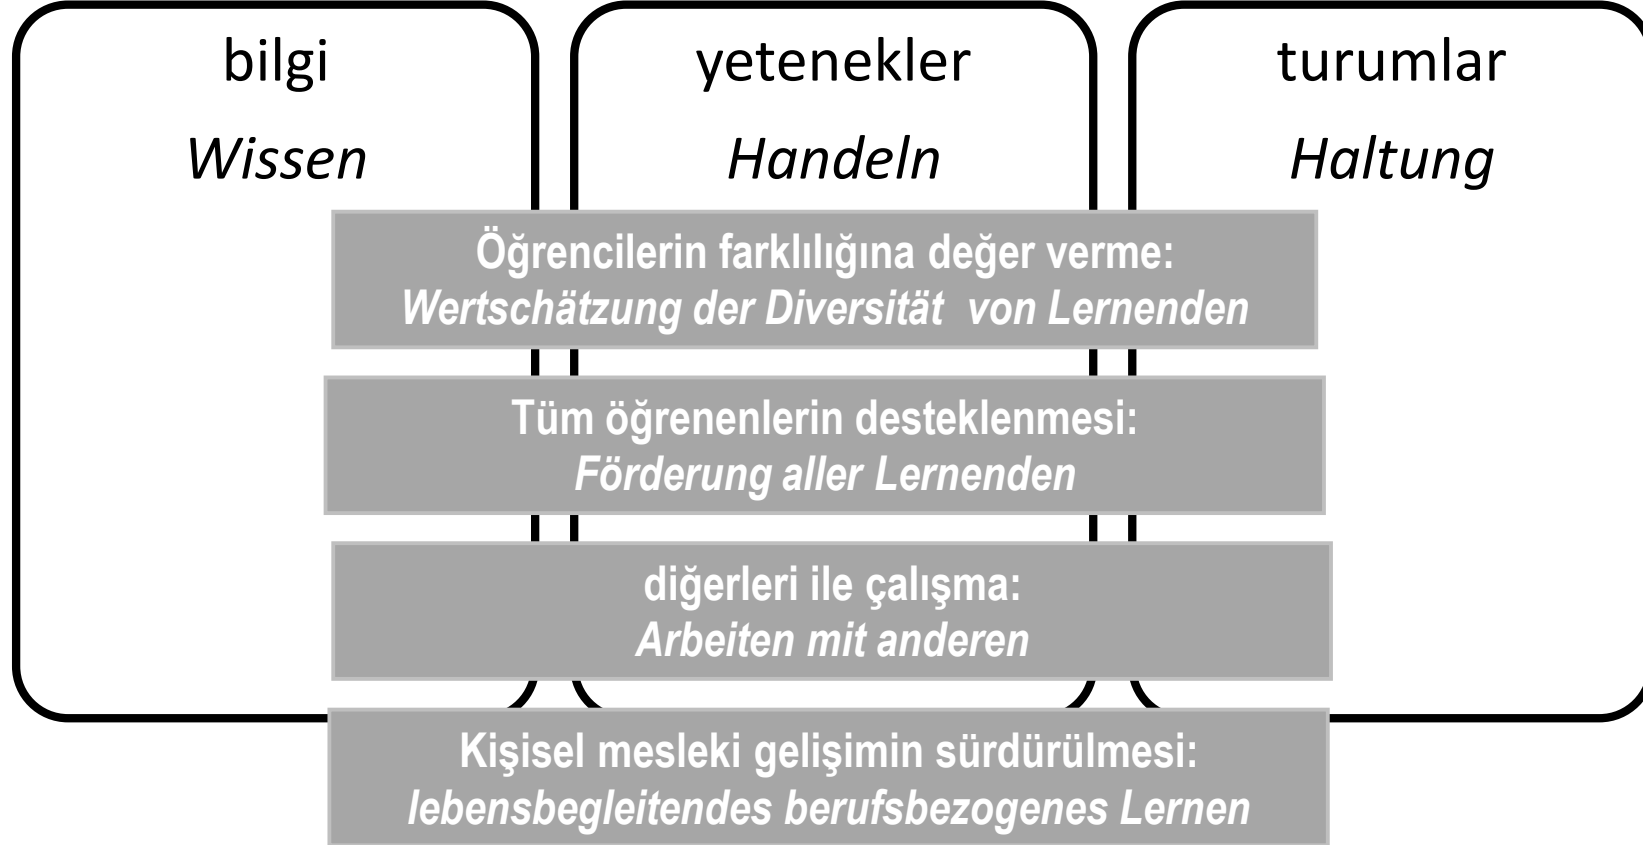 bilgi
Wissen
yetenekler
Handeln
turumlar
Haltung
Öğrencilerin farklılığına değer verme:
Wertschätzung der Diversität  von Lernenden
Tüm öğrenenlerin desteklenmesi:
Förderung aller Lernenden
diğerleri ile çalışma:
Arbeiten mit anderen
Kişisel mesleki gelişimin sürdürülmesi:
lebensbegleitendes berufsbezogenes Lernen